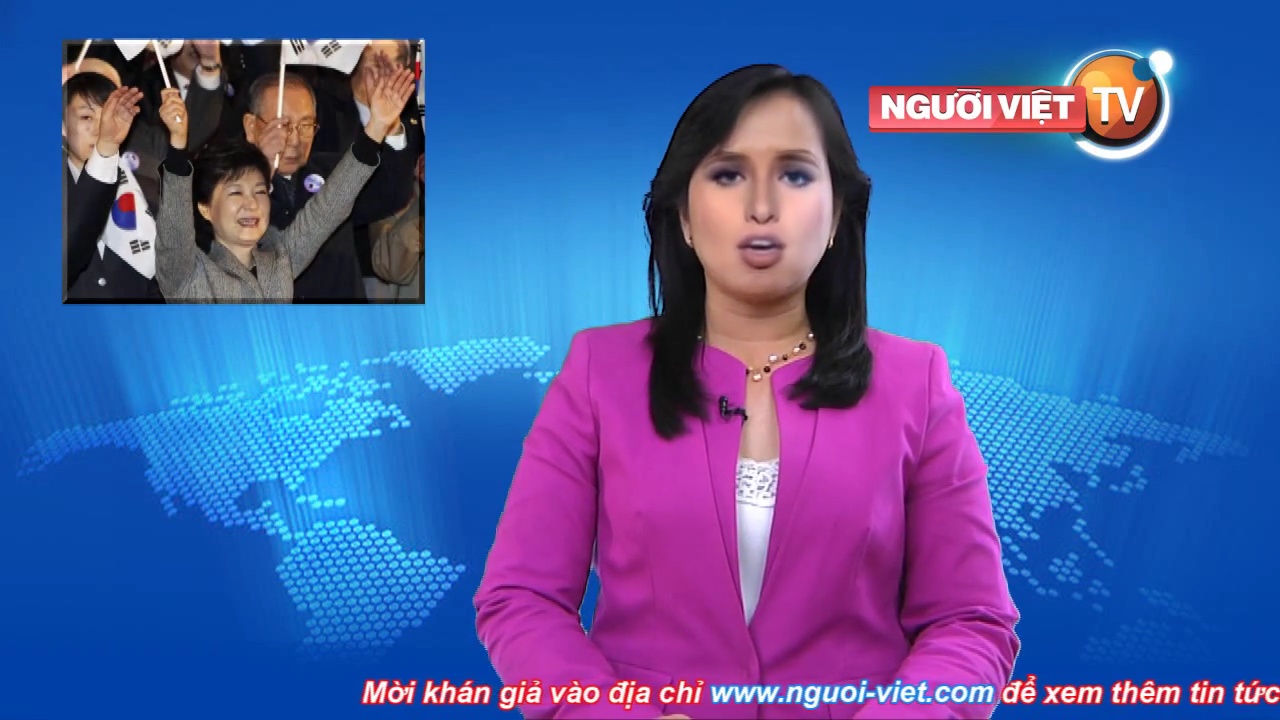 NGƯỜI VIỆT TV
Mời khán giả vào địa chỉ www.nguoi-viet.com để xem thêm tin tức